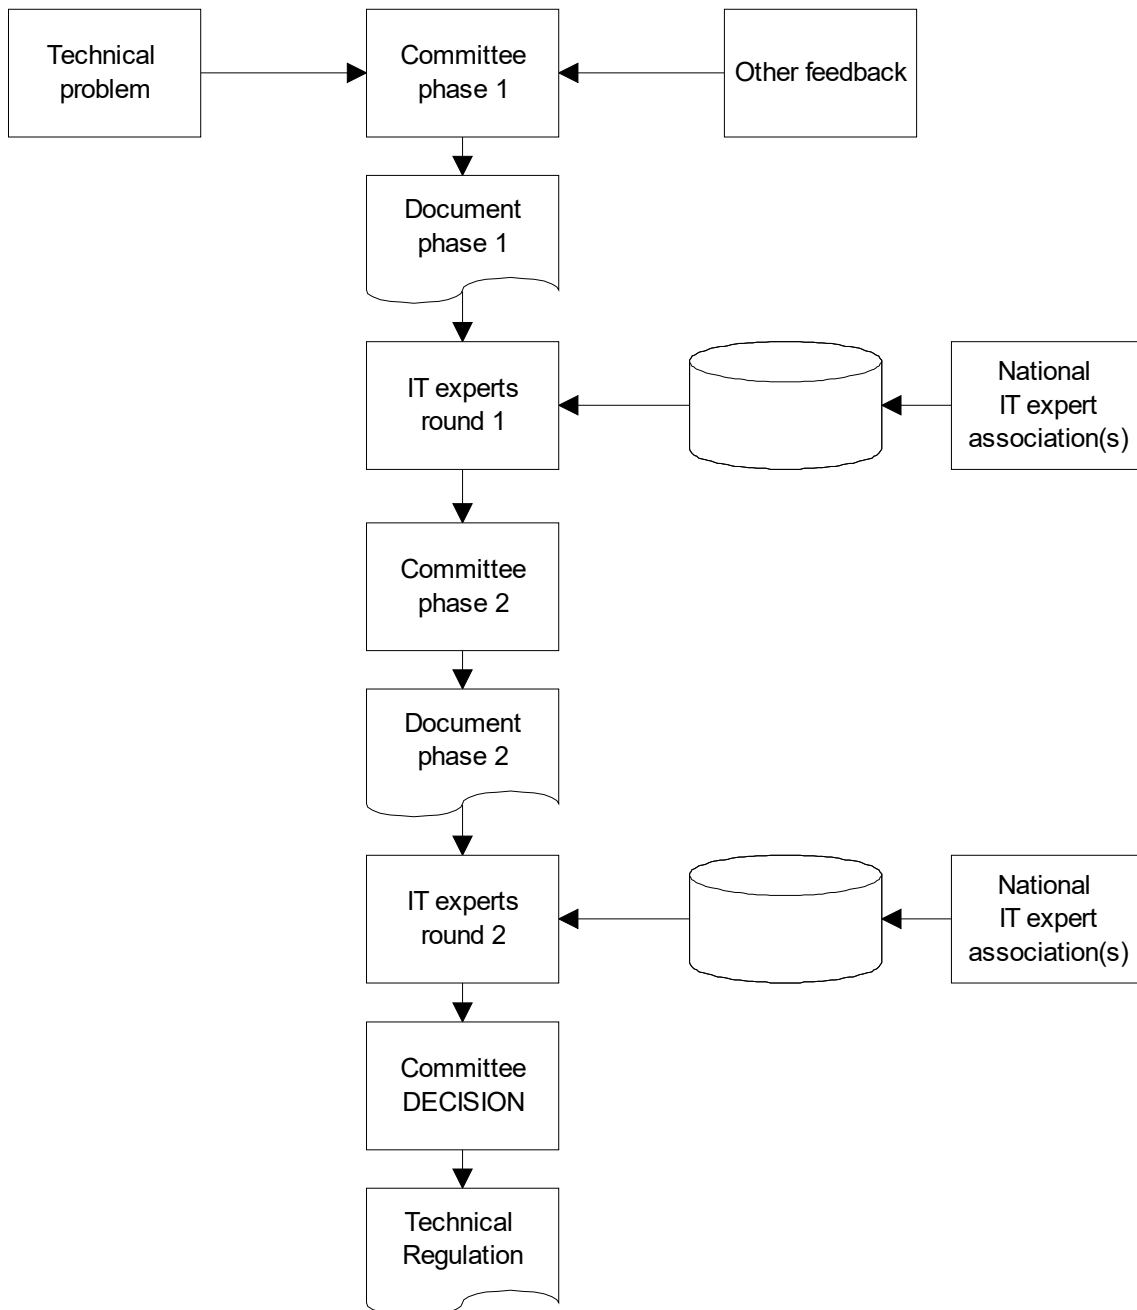 Technical
problem
Committee
phase 1
Other feedback
Document
phase 1
IT experts
round 1
National
IT expert
association(s)
Committee
phase 2
Document
phase 2
IT experts
round 2
National
IT expert
association(s)
Committee
DECISION
Technical
Regulation